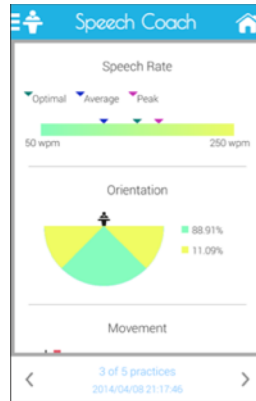 Speech Coach
Speech Rate
Optimal Average Peak
50 wpm 250 wpm
Orientation
88.91%
11.09%
Movement
3 of 5 practices
2014/04/08 21:17:46